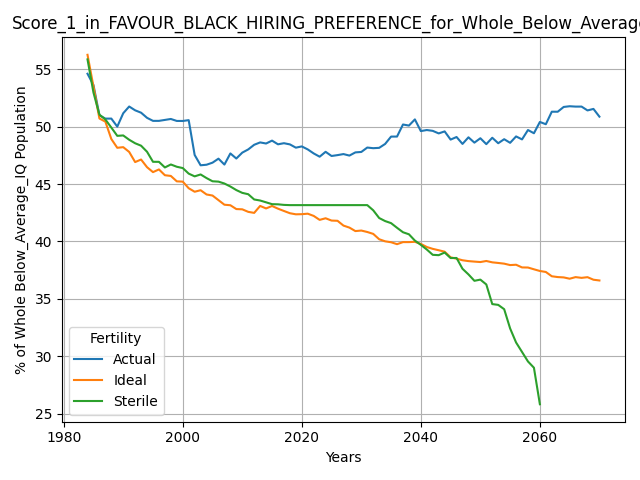 Score_1_in_FAVOUR_BLACK_HIRING_PREFERENCE_for_Whole_Below_Average
% of Whole Below_Average_IQ Population
55
50
45
40
35
30
25
Fertility
Actual
Ideal
Sterile
1980 2000 2020 2040 2060
Years